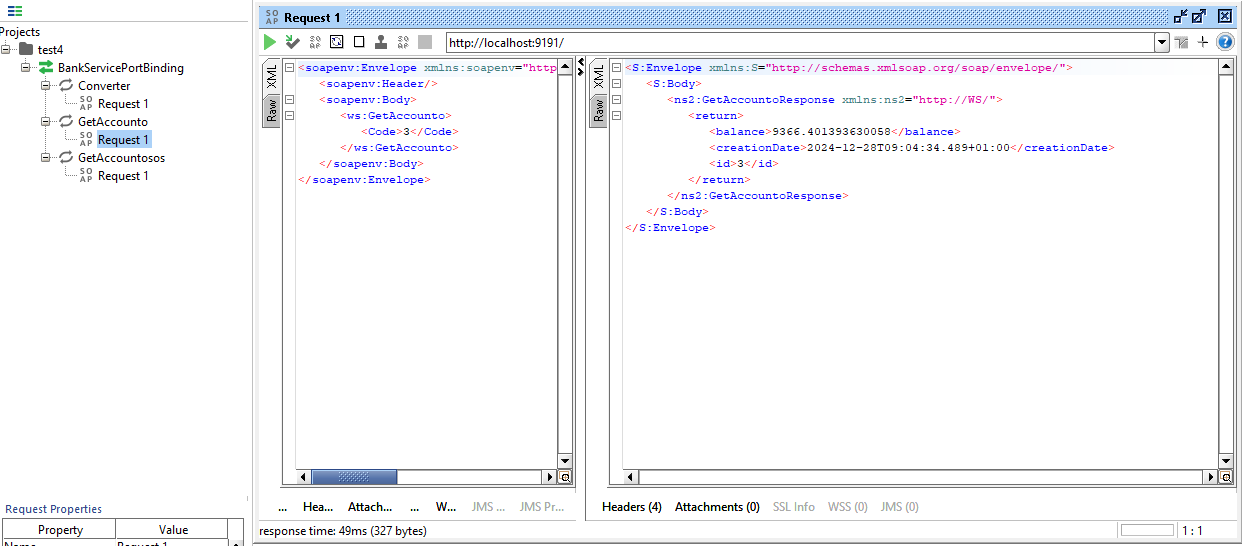 Projects
test4
BankServicePortBinding
Converter
SOAP Request 1
GetAccounto
SOAP Request 1
GetAccountosos
SOAP Request 1
Request Properties
Property Value
Name Request 1
SOAP Request 1
SOAP SOAP http://localhost:9191/
XML
Raw
<soapenv:Envelope xmlns:soapenv="http
<soapenv:Header/>
<soapenv:Body>
<ws:GetAccounto>
<Code>3</Code>
</ws:GetAccounto>
</soapenv:Body>
</soapenv:Envelope>
... Hea... Attach... ... W... JMS ... JMS Pr...
XML
Raw
<S:Envelope xmlns:S="http://schemas.xmlsoap.org/soap/envelope/">
<S:Body>
<ns2:GetAccountoResponse xmlns:ns2="http://WS/">
<return>
<balance>9366.401393630058</balance>
<creationDate>2024-12-28T09:04:34.489+01:00</creationDate>
<id>3</id>
</return>
</ns2:GetAccountoResponse>
</S:Body>
</S:Envelope>
Headers (4) Attachments (0) SSL Info WSS (0) JMS (0)
response time: 49ms (327 bytes)
1 : 1